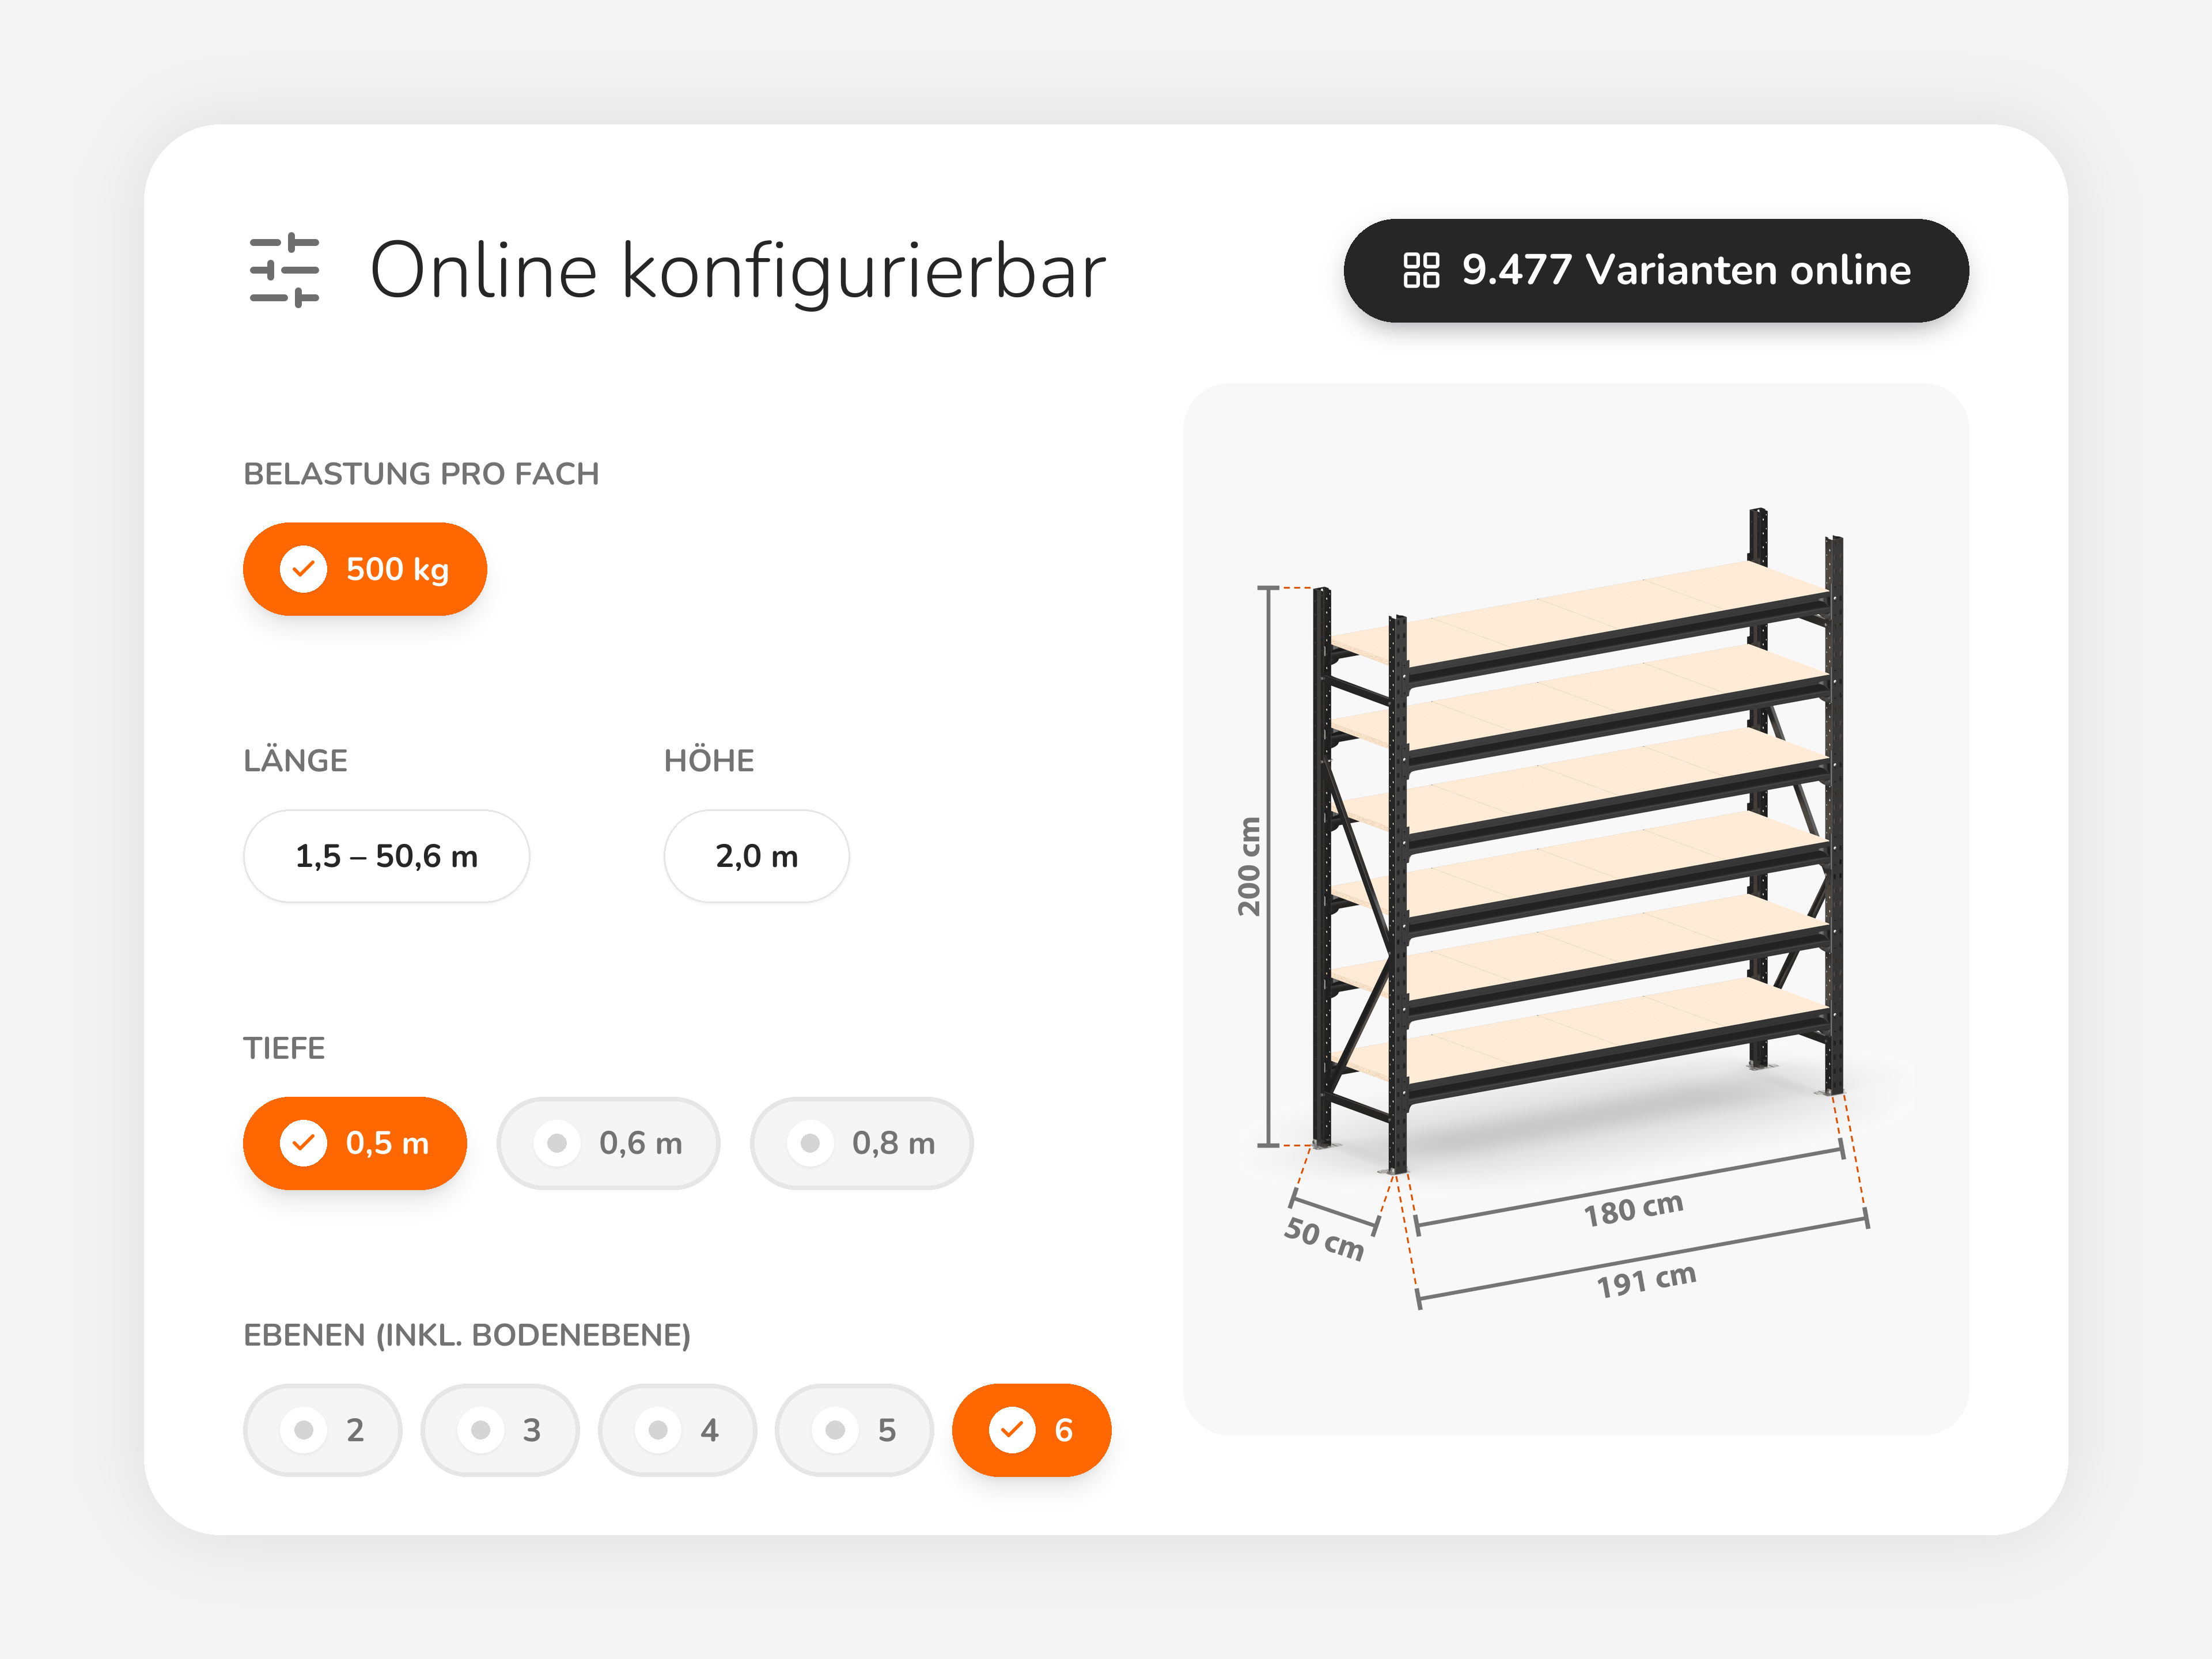 Online konfigurierbar
9.477 Varianten online
BELASTUNG PRO FACH
500 kg
LÄNGE
HÖHE
1,5 – 50,6 m
2,0 m
TIEFE
0,5 m
0,6 m
0,8 m
EBENEN (INKL. BODENEBENE)
2
3
4
5
6
200 cm
50 cm
180 cm
191 cm